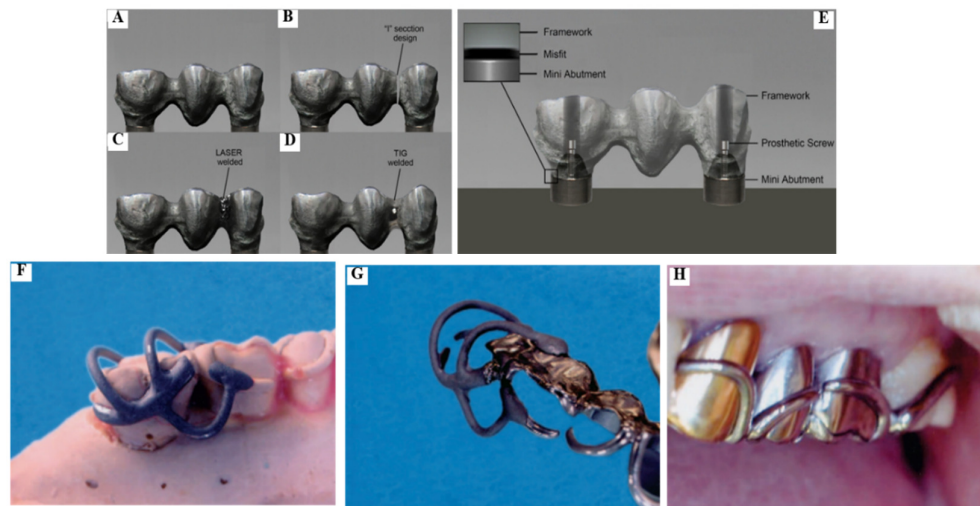 A
B
"I" secction
design
C
LASER
welded
D
TIG
welded
E
Framework
Misfit
Mini Abutment
Framework
Prosthetic Screw
Mini Abutment
F
G
H